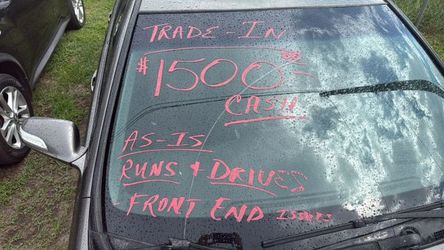 TRADE-IN
$1500-
CASH
AS-IS
RUNS & DRIVES
FRONT END ISSUES